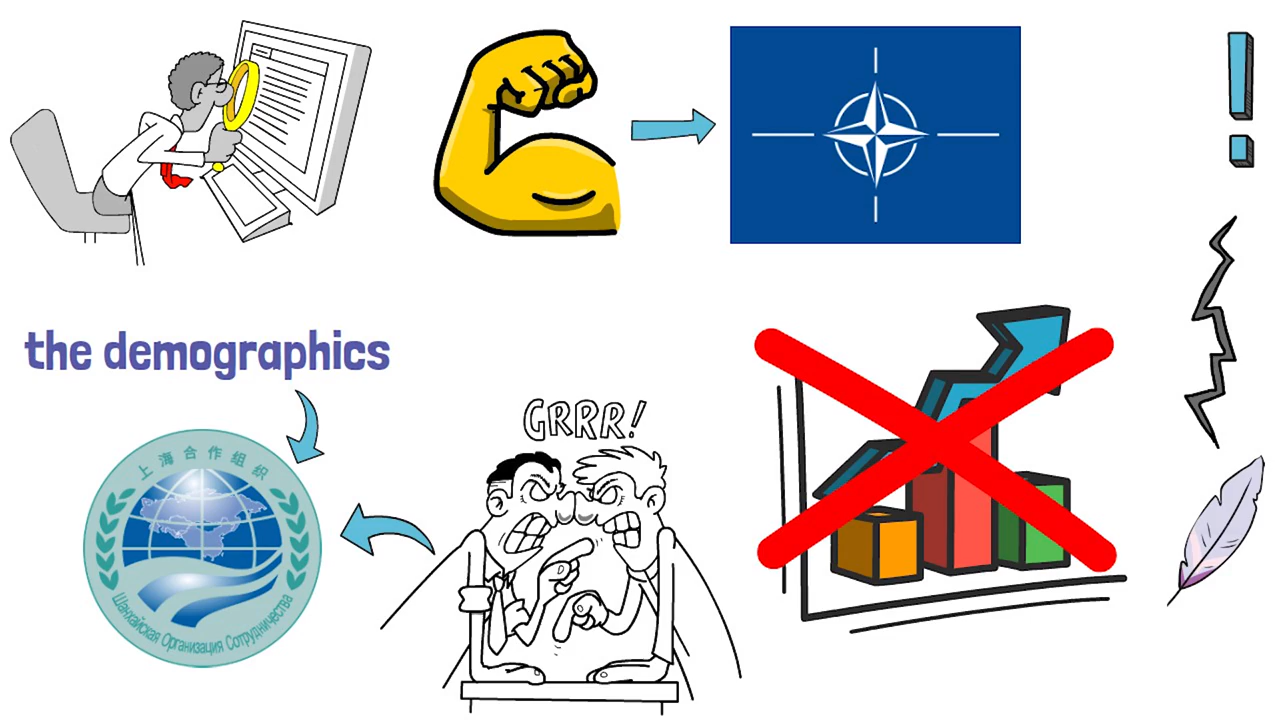 the demographics
GRRR!
上海合作组织
Шанхайская Организация Сотрудничества